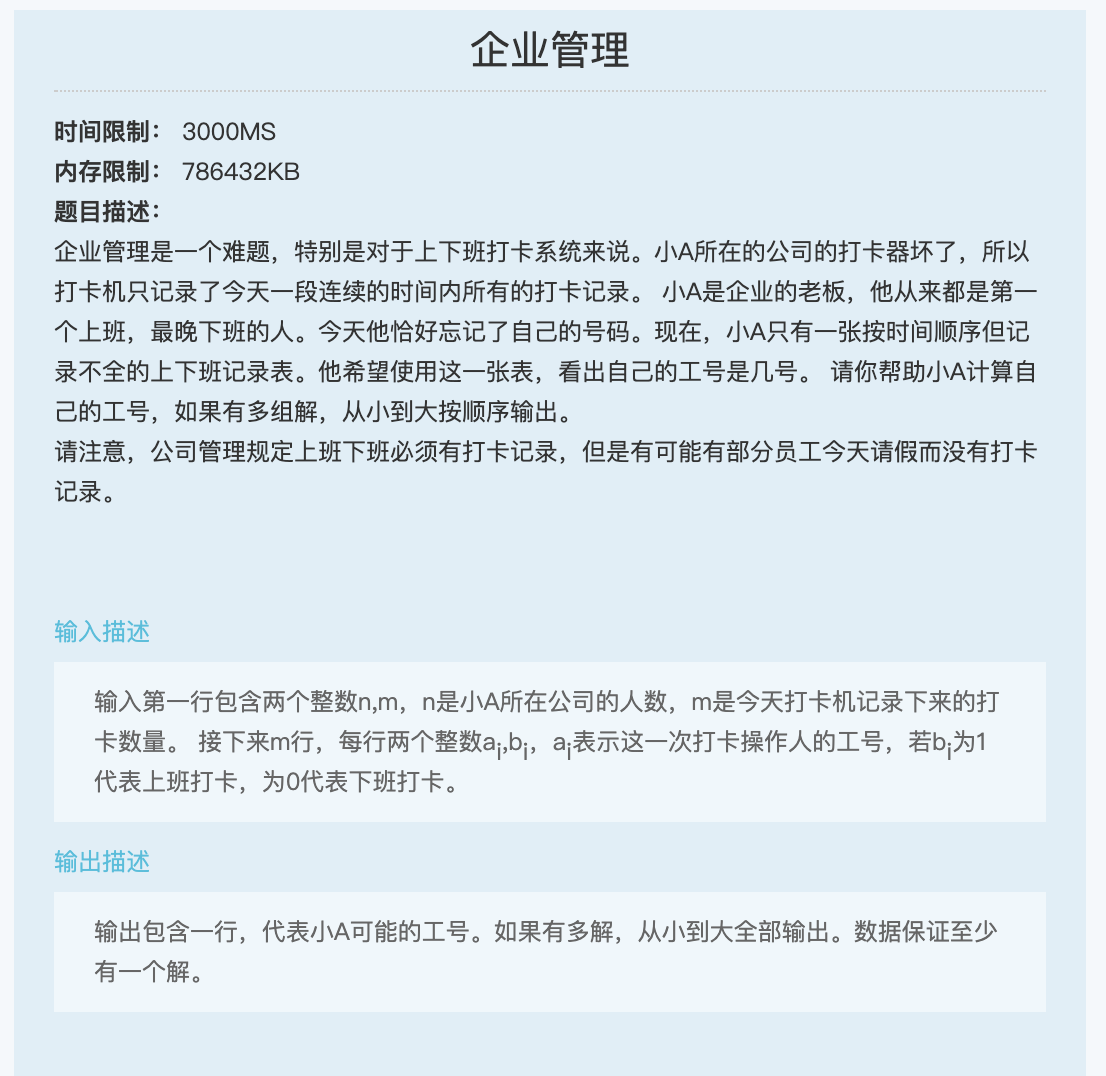 企业管理
时间限制： 3000MS
内存限制： 786432KB
题目描述：
企业管理是一个难题，特别是对于上下班打卡系统来说。小A所在的公司的打卡器坏了，所以
打卡机只记录了今天一段连续的时间内所有的打卡记录。 小A是企业的老板，他从来都是第一
个上班，最晚下班的人。今天他恰好忘记了自己的号码。现在，小A只有一张按时间顺序但记
录不全的上下班记录表。他希望使用这一张表，看出自己的工号是几号。 请你帮助小A计算自
己的工号，如果有多组解，从小到大按顺序输出。
请注意，公司管理规定上班下班必须有打卡记录，但是有可能有部分员工今天请假而没有打卡
记录。
输入描述
输入第一行包含两个整数n,m，n是小A所在公司的人数，m是今天打卡机记录下来的打
卡数量。 接下来m行，每行两个整数ai,bi，ai表示这一次打卡操作人的工号，若bi为1
代表上班打卡，为0代表下班打卡。
输出描述
输出包含一行，代表小A可能的工号。如果有多解，从小到大全部输出。数据保证至少
有一个解。